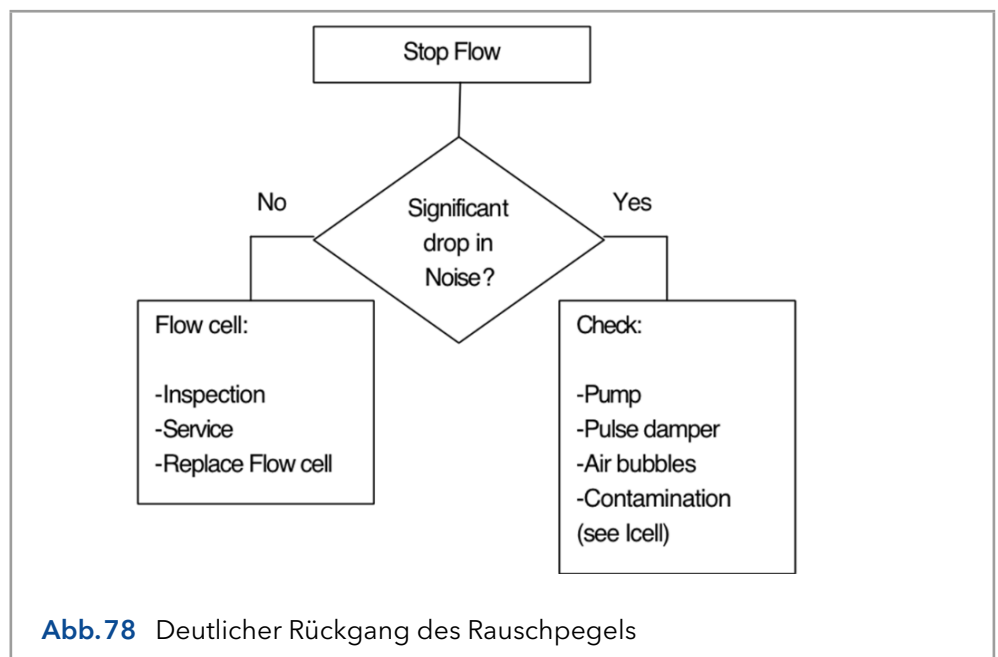 Stop Flow
No
Yes
Significant
drop in
Noise?
Flow cell:
-Inspection
-Service
-Replace Flow cell
Check:
-Pump
-Pulse damper
-Air bubbles
-Contamination
(see Icell)
Abb.78 Deutlicher Rückgang des Rauschpegels